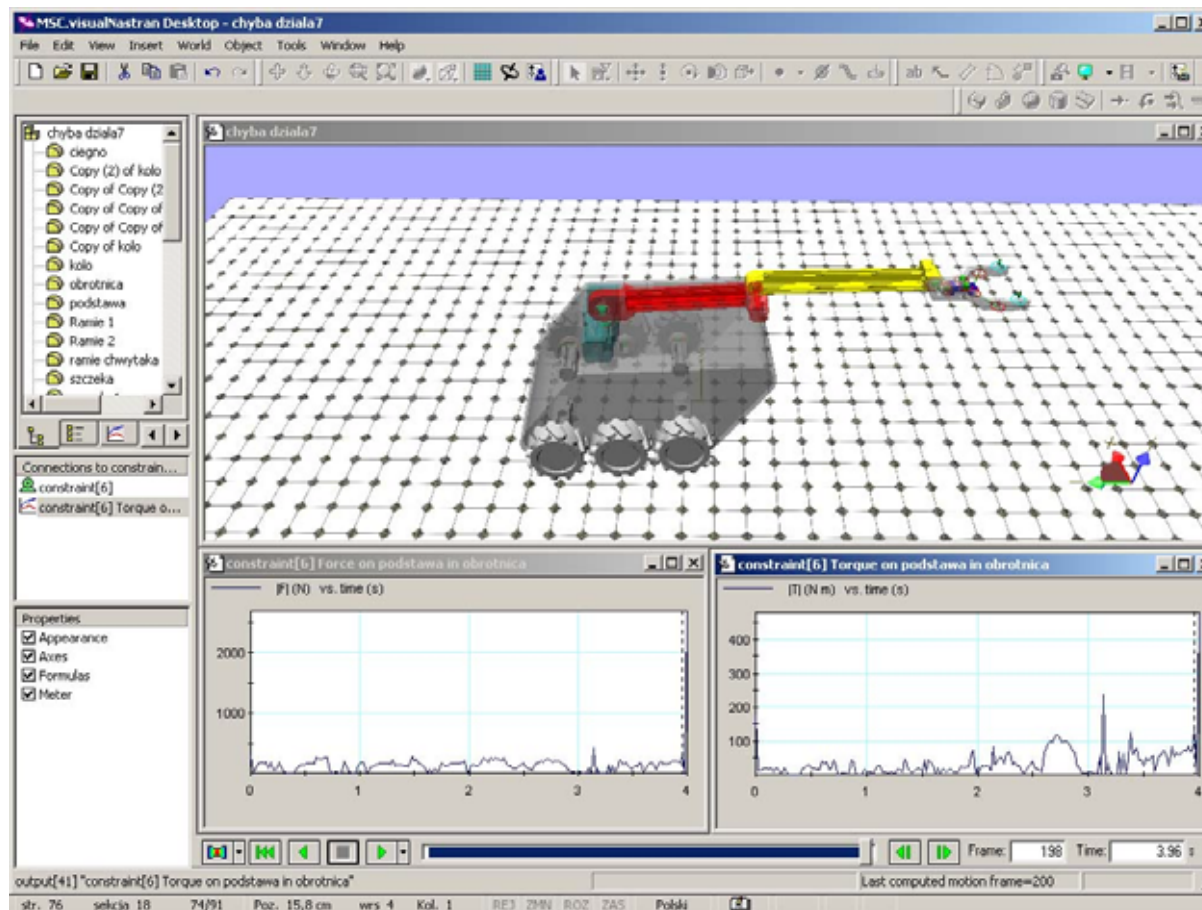 MSC.visualNastran Desktop - chyba dziala7
File Edit View Insert World Object Tools Window Help
chyba dziala7
ciegno
Copy (2) of kolo
Copy of Copy (2
Copy of Copy of
Copy of Copy of
Copy of kolo
kolo
obrotnica
podstawa
Ramie 1
Ramie 2
ramie chwytaka
szczeka
Connections to constrain...
constraint[6]
constraint[6] Torque o...
Properties
Appearance
Axes
Formulas
Meter
chyba dziala7
constraint[6] Force on podstawa in obrotnica
|F| (N) vs. time (s)
2000
1000
0 1 2 3 4
constraint[6] Torque on podstawa in obrotnica
|T| (N m) vs. time (s)
400
300
200
100
0 1 2 3 4
Frame: 198 Time: 3.96 s
output[41] "constraint[6] Torque on podstawa in obrotnica"
Last computed motion frame=200
str. 76 sekcja 18 74/91 Poz. 15,8 cm wrs 4 Kol. 1 REJ ZMN ROZ ZAS Polski